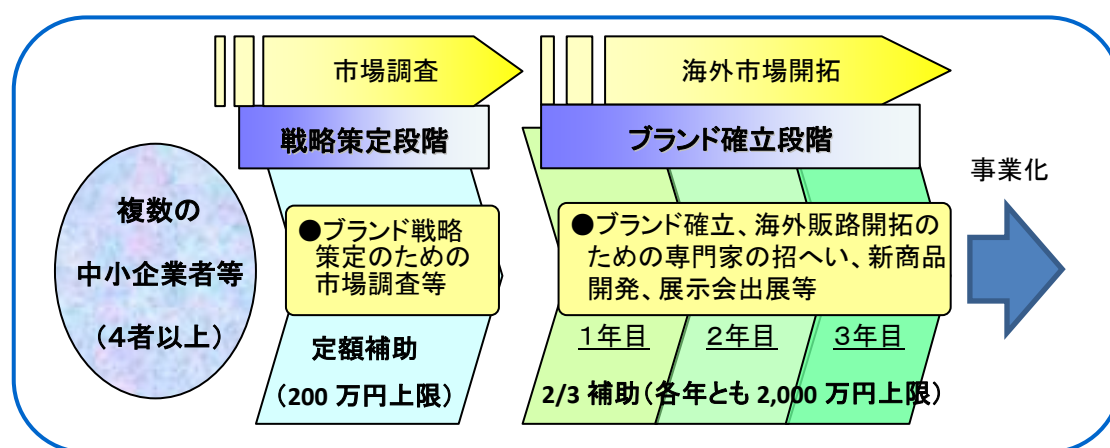 市場調査
海外市場開拓
戦略策定段階
ブランド確立段階
複数の
中小企業者等
（４者以上）
●ブランド戦略
策定のための
市場調査等
●ブランド確立、海外販路開拓の
ための専門家の招へい、新商品
開発、展示会出展等
事業化
定額補助
（200 万円上限）
１年目
２年目
３年目
2/3 補助（各年とも 2,000 万円上限）